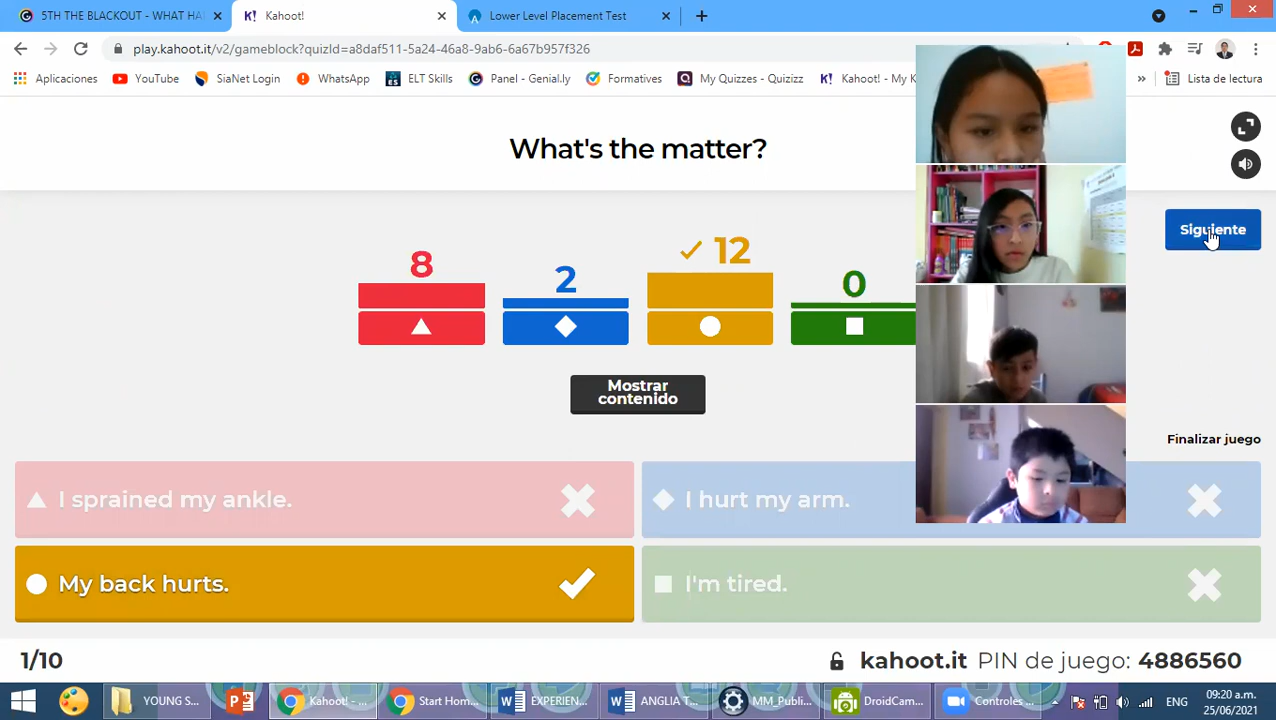 5TH THE BLACKOUT - WHAT HA
K! Kahoot!
Lower Level Placement Test
play.kahoot.it/v2/gameblock?quizId=a8daf511-5a24-46a8-9ab6-6a67b957f326
Aplicaciones YouTube SiaNet Login WhatsApp ELT Skills Panel - Genial.ly Formatives My Quizzes - Quizizz K! Kahoot! - My K » Lista de lectura
What's the matter?
Siguiente
8 2 12 0
Mostrar
contenido
Finalizar juego
I sprained my ankle.
I hurt my arm.
My back hurts.
I'm tired.
1/10
kahoot.it PIN de juego: 4886560
YOUNG S... Kahoot! - ... Start Hom... EXPERIEN... ANGLIA T... MM_Publi... DroidCam... Controles ... ENG
09:20 a.m.
25/06/2021